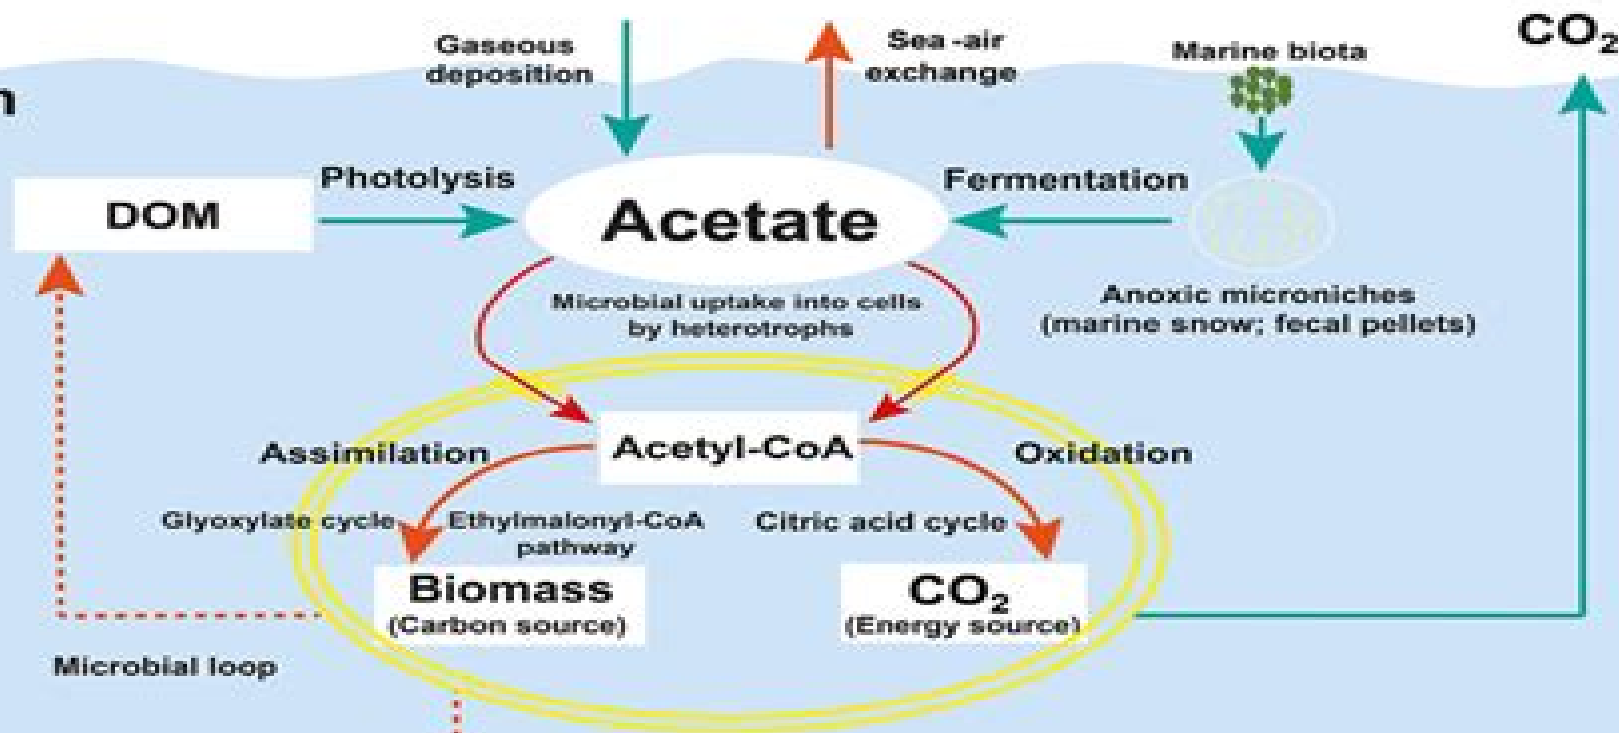 CO₂
Gaseous
deposition
Sea-air
exchange
Marine biota
n
Photolysis
Fermentation
DOM
Acetate
Microbial uptake into cells
by heterotrophs
Anoxic microniches
(marine snow; fecal pellets)
Assimilation
Acetyl-CoA
Oxidation
Glyoxylate cycle
Ethylmalonyl-CoA
pathway
Citric acid cycle
Biomass
(Carbon source)
CO₂
(Energy source)
Microbial loop